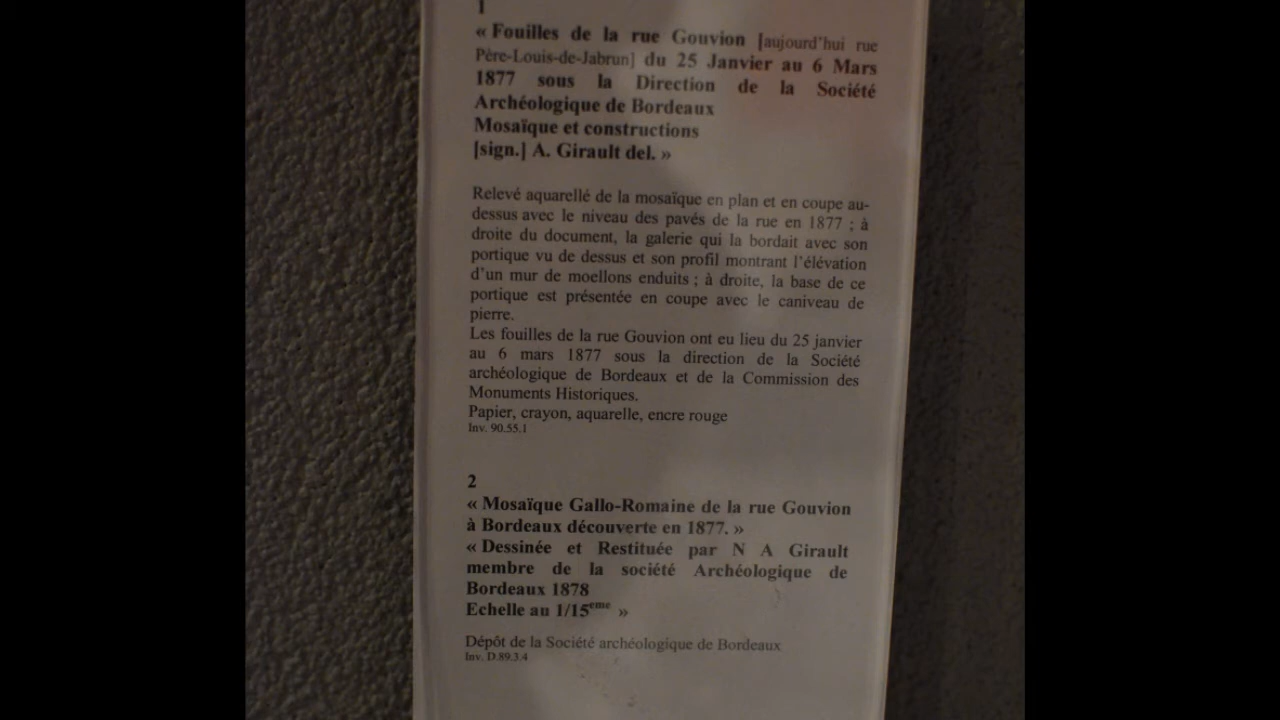 1
« Fouilles de la rue Gouvion [aujourd'hui rue
Père-Louis-de-Jabrun] du 25 Janvier au 6 Mars
1877 sous la Direction de la Société
Archéologique de Bordeaux
Mosaïque et constructions
[sign.] A. Girault del. »
Relevé aquarellé de la mosaïque en plan et en coupe au-
dessus avec le niveau des pavés de la rue en 1877 ; à
droite du document, la galerie qui la bordait avec son
portique vu de dessus et son profil montrant l'élévation
d'un mur de moellons enduits ; à droite, la base de ce
portique est présentée en coupe avec le caniveau de
pierre.
Les fouilles de la rue Gouvion ont eu lieu du 25 janvier
au 6 mars 1877 sous la direction de la Société
archéologique de Bordeaux et de la Commission des
Monuments Historiques.
Papier, crayon, aquarelle, encre rouge
Inv. 90.55.1
2
« Mosaïque Gallo-Romaine de la rue Gouvion
à Bordeaux découverte en 1877. »
« Dessinée et Restituée par N A Girault
membre de la société Archéologique de
Bordeaux 1878
Echelle au 1/15eme »
Dépôt de la Société archéologique de Bordeaux
Inv. D.89.3.4